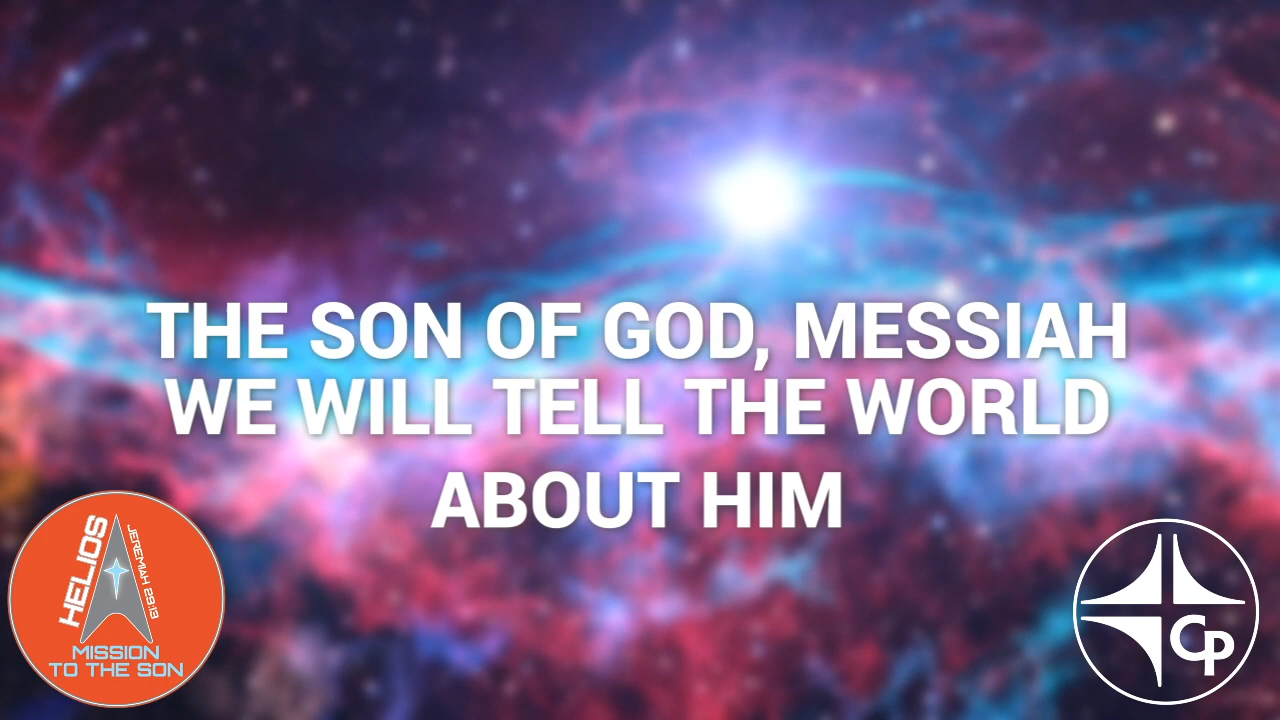 THE SON OF GOD, MESSIAH
WE WILL TELL THE WORLD
ABOUT HIM
HELIOS
JEREMIAH 29:13
MISSION
TO THE SON
CP